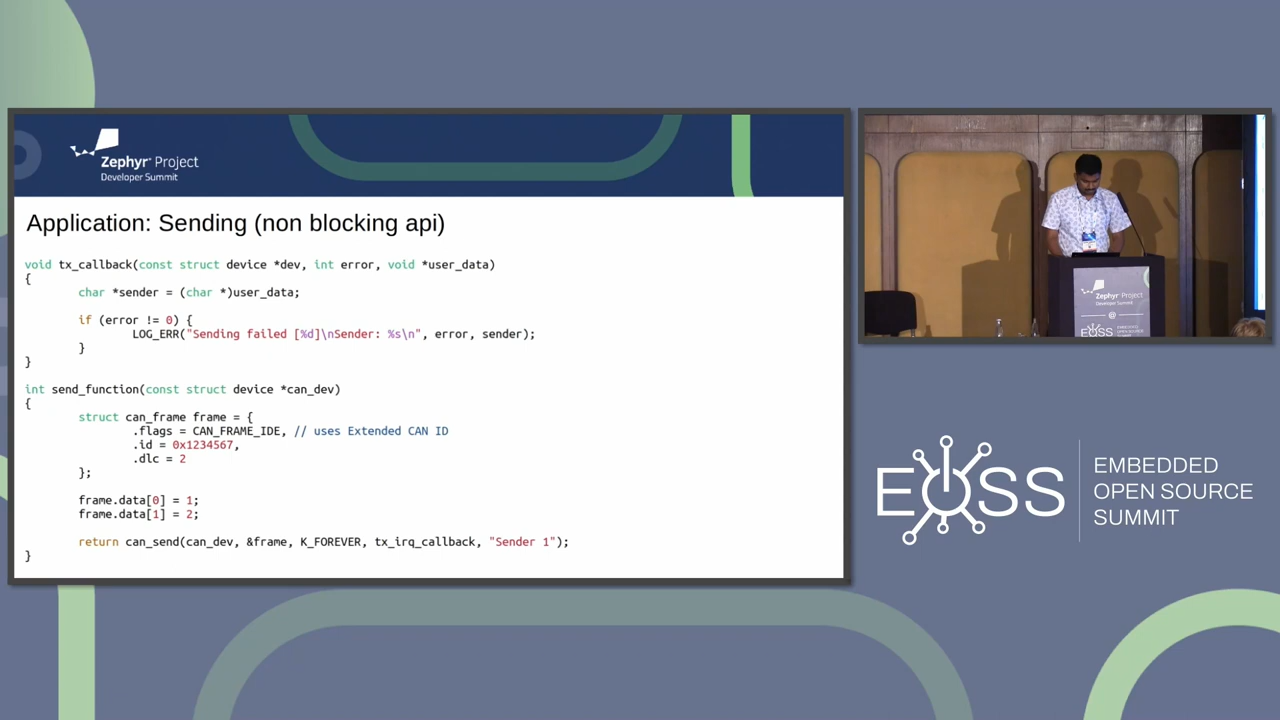 Zephyr® Project
Developer Summit
Application: Sending (non blocking api)
void tx_callback(const struct device *dev, int error, void *user_data)
{
char *sender = (char *)user_data;
if (error != 0) {
LOG_ERR("Sending failed [%d]\nSender: %s\n", error, sender);
}
}
int send_function(const struct device *can_dev)
{
struct can_frame frame = {
.flags = CAN_FRAME_IDE, // uses Extended CAN ID
.id = 0x1234567,
.dlc = 2
};
frame.data[0] = 1;
frame.data[1] = 2;
return can_send(can_dev, &frame, K_FOREVER, tx_irq_callback, "Sender 1");
}
Zephyr Project
Developer Summit
@
EOSS
EOSS
EMBEDDED
OPEN SOURCE
SUMMIT